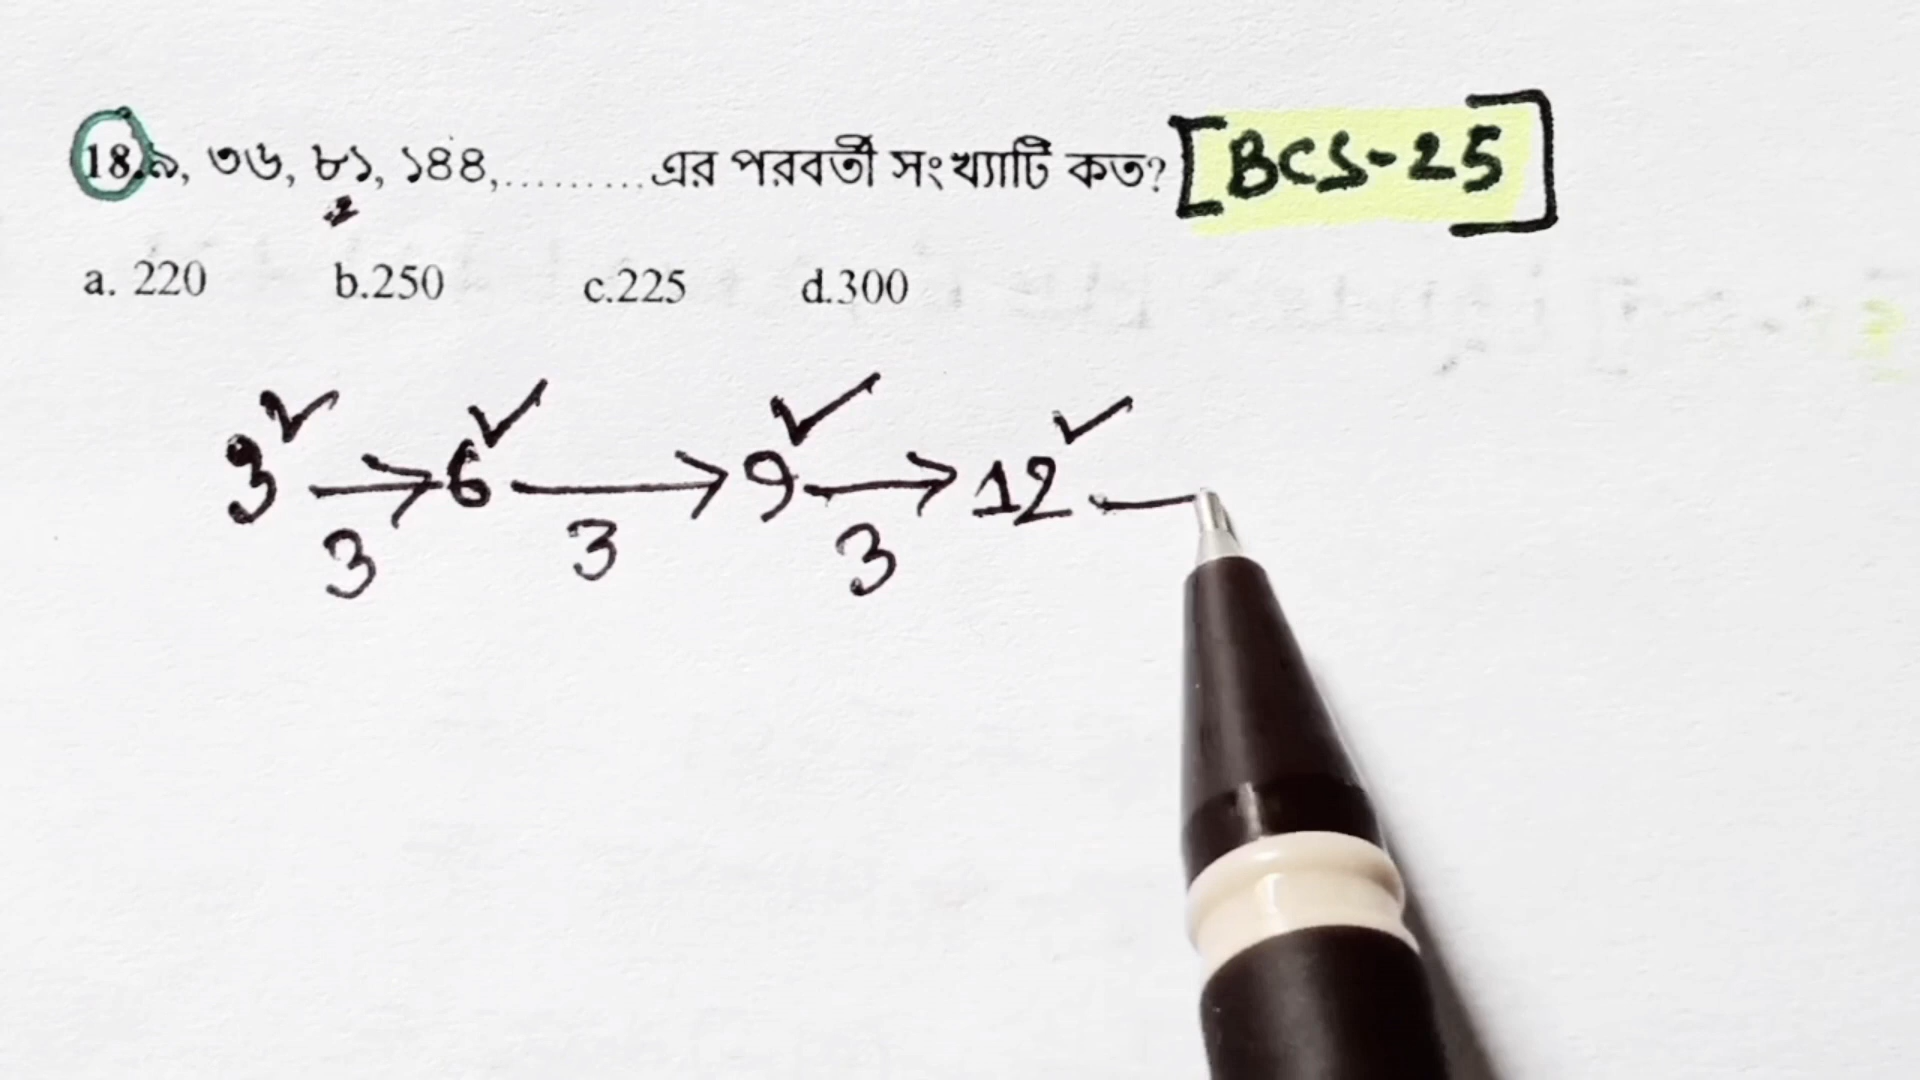 18.৯, ৩৬, ৮১, ১৪৪,.........এর পরবর্তী সংখ্যাটি কত? [BCS-25]
a. 220 b.250 c.225 d.300
3 → 6 → 9 → 12
3 3 3